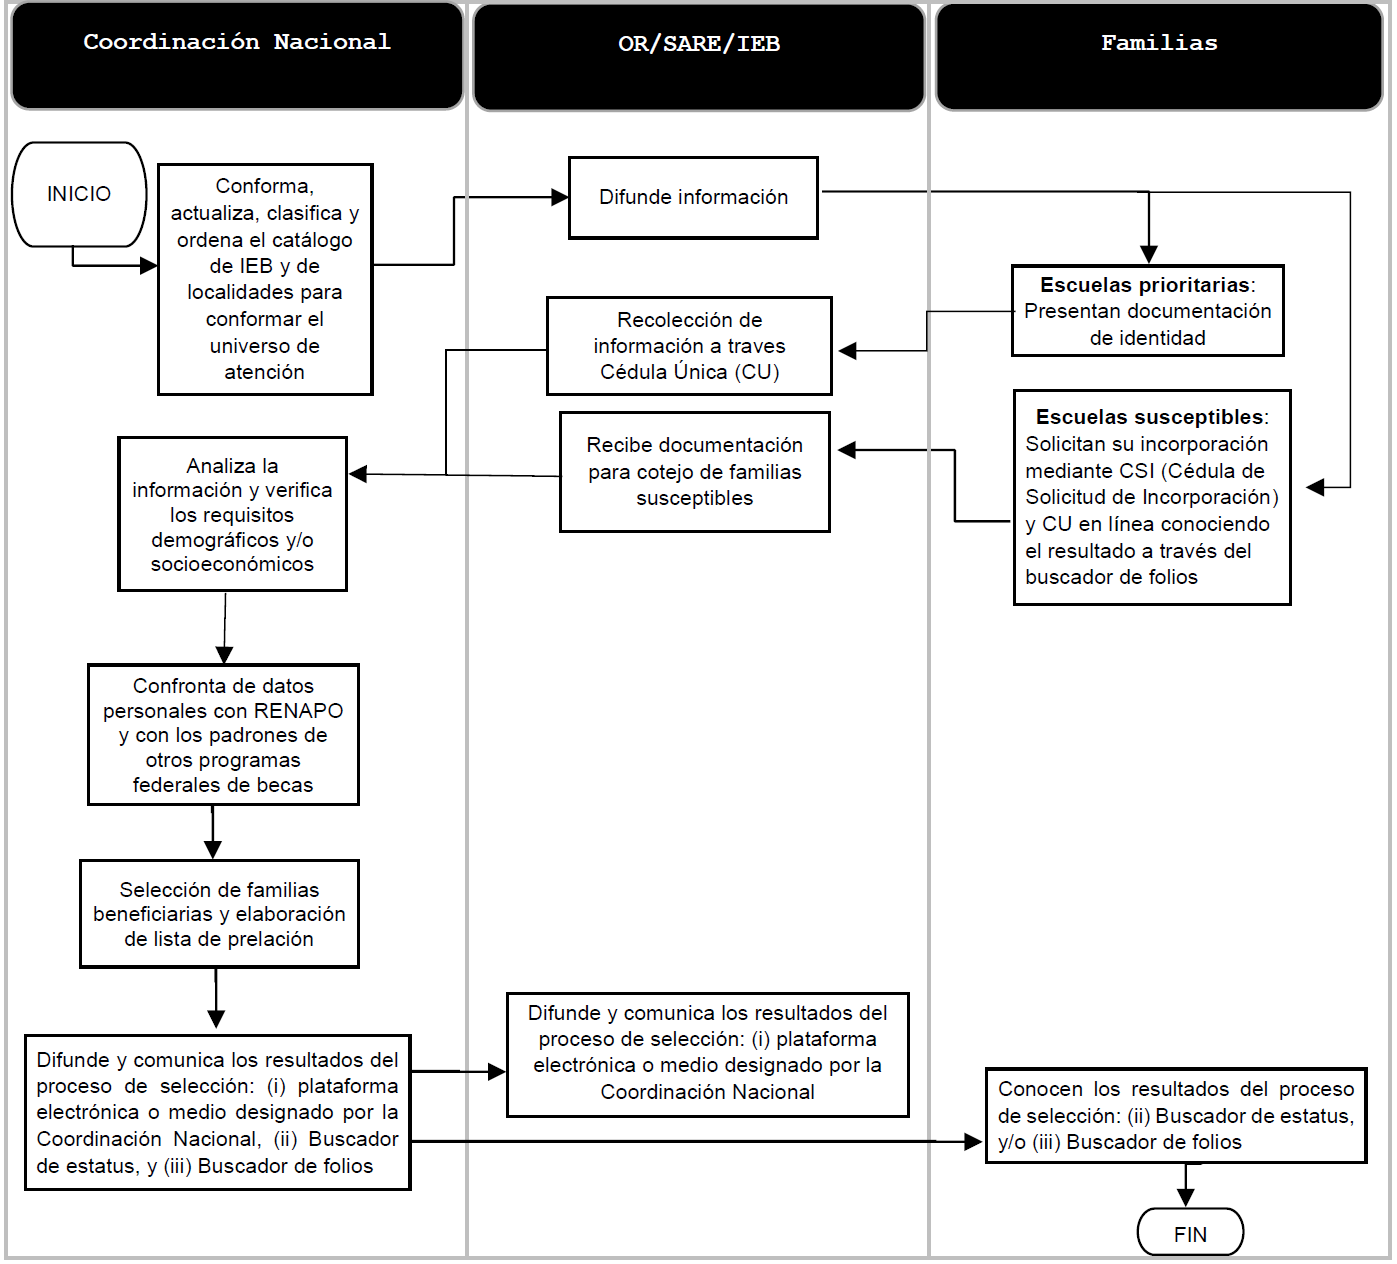 Coordinación Nacional
OR/SARE/IEB
Familias
INICIO
Conforma,
actualiza, clasifica y
ordena el catálogo
de IEB y de
localidades para
conformar el
universo de
atención
Difunde información
Escuelas prioritarias:
Presentan documentación
de identidad
Recolección de
información a traves
Cédula Única (CU)
Escuelas susceptibles:
Solicitan su incorporación
mediante CSI (Cédula de
Solicitud de Incorporación)
y CU en línea conociendo
el resultado a través del
buscador de folios
Recibe documentación
para cotejo de familias
susceptibles
Analiza la
información y verifica
los requisitos
demográficos y/o
socioeconómicos
Confronta de datos
personales con RENAPO
y con los padrones de
otros programas
federales de becas
Selección de familias
beneficiarias y elaboración
de lista de prelación
Difunde y comunica los resultados del
proceso de selección: (i) plataforma
electrónica o medio designado por la
Coordinación Nacional, (ii) Buscador
de estatus, y (iii) Buscador de folios
Difunde y comunica los resultados del
proceso de selección: (i) plataforma
electrónica o medio designado por la
Coordinación Nacional
Conocen los resultados del proceso
de selección: (ii) Buscador de estatus,
y/o (iii) Buscador de folios
FIN